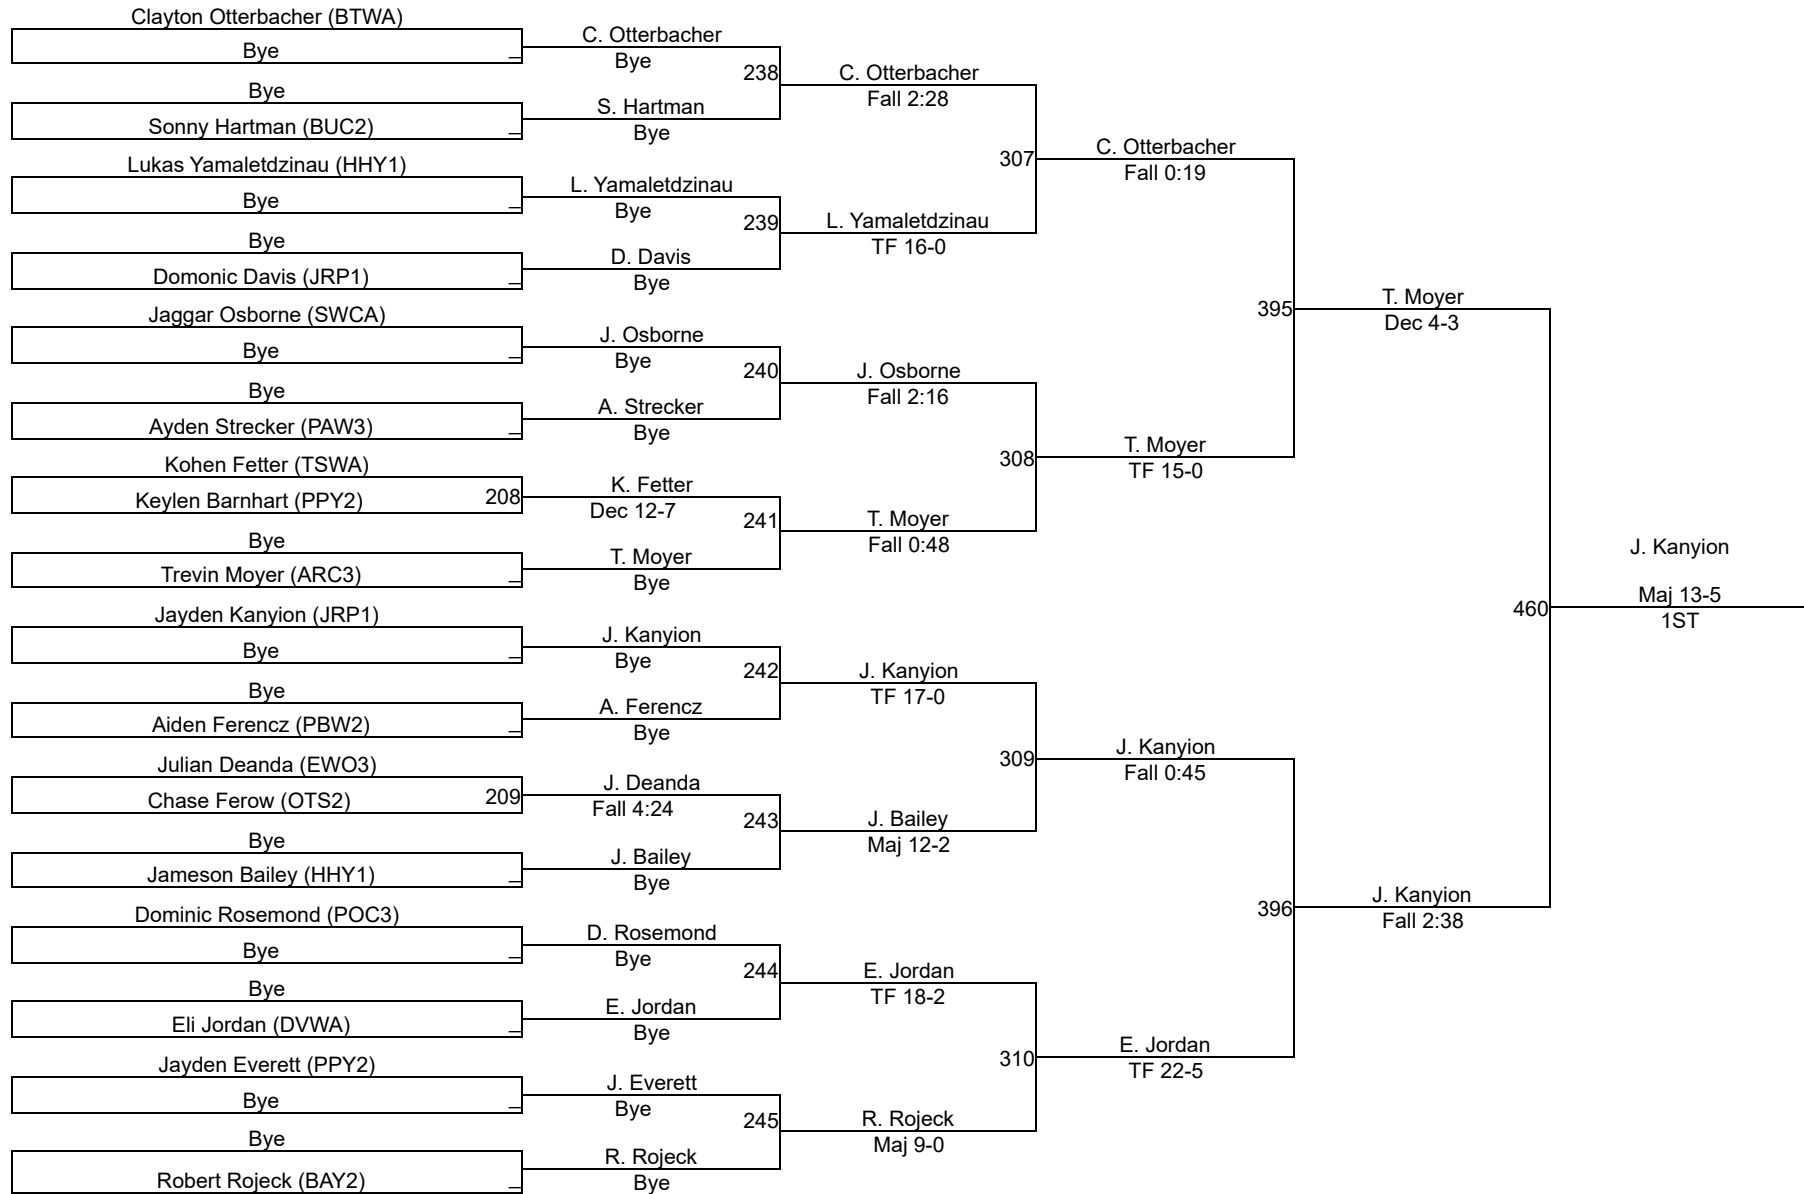 Clayton Otterbacher (BTWA)
Bye
Bye
Sonny Hartman (BUC2)
Lukas Yamaletdzinau (HHY1)
Bye
Bye
Domonic Davis (JRP1)
Jaggar Osborne (SWCA)
Bye
Bye
Ayden Strecker (PAW3)
Kohen Fetter (TSWA)
Keylen Barnhart (PPY2)
208
Bye
Trevin Moyer (ARC3)
Jayden Kanyion (JRP1)
Bye
Bye
Aiden Ferencz (PBW2)
Julian Deanda (EWO3)
Chase Ferow (OTS2)
209
Bye
Jameson Bailey (HHY1)
Dominic Rosemond (POC3)
Bye
Bye
Eli Jordan (DVWA)
Jayden Everett (PPY2)
Bye
Bye
Robert Rojeck (BAY2)
C. Otterbacher
Bye
238
S. Hartman
Bye
L. Yamaletdzinau
Bye
239
D. Davis
Bye
J. Osborne
Bye
240
A. Strecker
Bye
K. Fetter
Dec 12-7
241
T. Moyer
Bye
J. Kanyion
Bye
242
A. Ferencz
Bye
J. Deanda
Fall 4:24
243
J. Bailey
Bye
D. Rosemond
Bye
244
E. Jordan
Bye
J. Everett
Bye
245
R. Rojeck
Bye
C. Otterbacher
Fall 2:28
307
L. Yamaletdzinau
TF 16-0
J. Osborne
Fall 2:16
308
T. Moyer
Fall 0:48
J. Kanyion
TF 17-0
309
J. Bailey
Maj 12-2
E. Jordan
TF 18-2
310
R. Rojeck
Maj 9-0
C. Otterbacher
Fall 0:19
395
T. Moyer
TF 15-0
J. Kanyion
Fall 0:45
396
E. Jordan
TF 22-5
T. Moyer
Dec 4-3
460
J. Kanyion
Fall 2:38
J. Kanyion
Maj 13-5
1ST